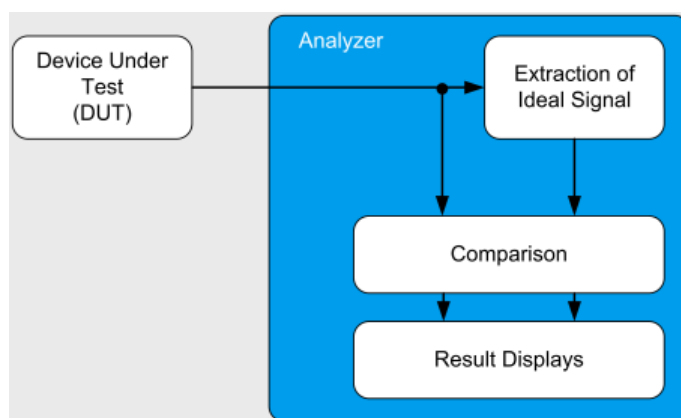 Analyzer
Device Under
Test
(DUT)
Extraction of
Ideal Signal
Comparison
Result Displays